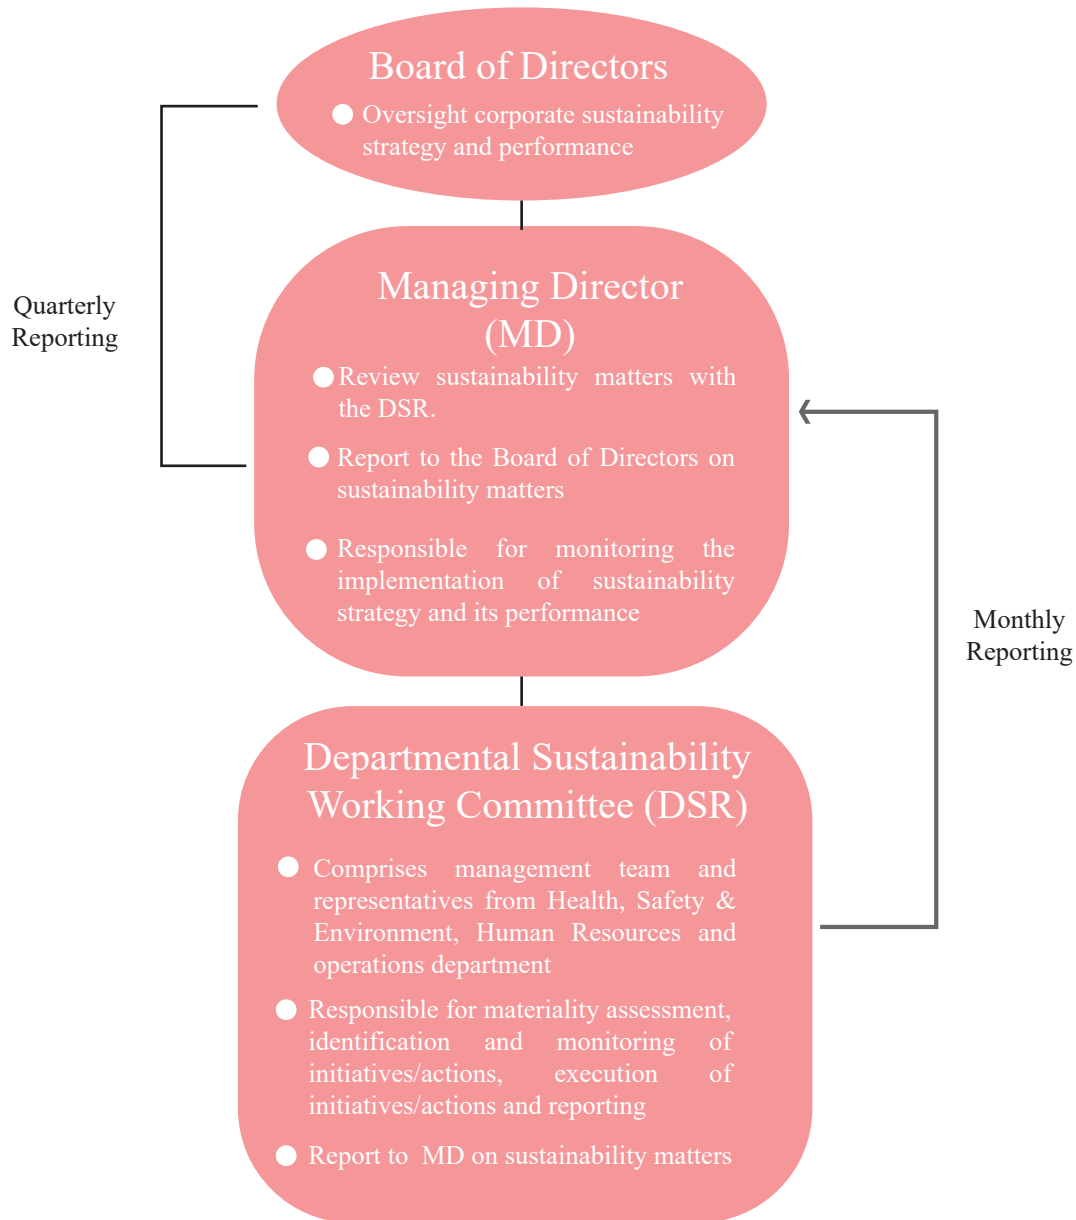 Board of Directors
Oversight corporate sustainability
strategy and performance
Quarterly
Reporting
Managing Director
(MD)
Review sustainability matters with
the DSR.
Report to the Board of Directors on
sustainability matters
Responsible for monitoring the
implementation of sustainability
strategy and its performance
Monthly
Reporting
Departmental Sustainability
Working Committee (DSR)
Comprises management team and
representatives from Health, Safety &
Environment, Human Resources and
operations department
Responsible for materiality assessment,
identification and monitoring of
initiatives/actions, execution of
initiatives/actions and reporting
Report to MD on sustainability matters